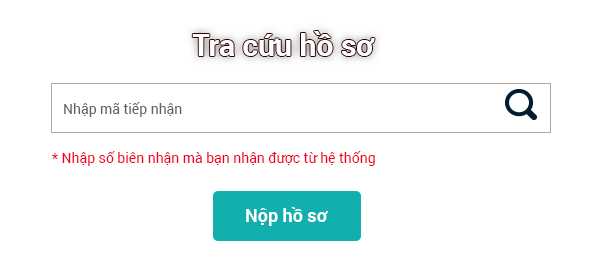 Tra cứu hồ sơ
Nhập mã tiếp nhận
* Nhập số biên nhận mà bạn nhận được từ hệ thống
Nộp hồ sơ